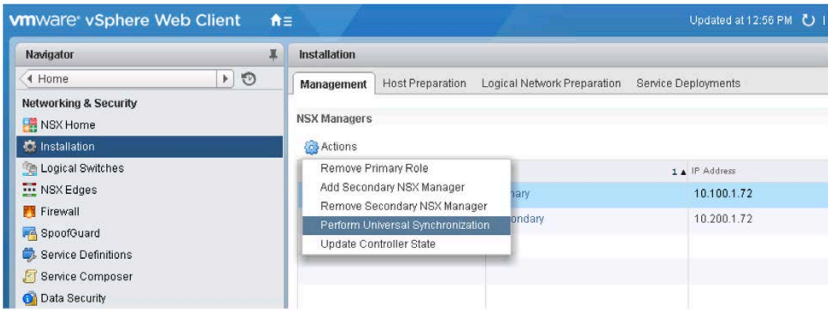 vmware® vSphere Web Client
Updated at 12:56 PM
Navigator
Home
Networking & Security
NSX Home
Installation
Logical Switches
NSX Edges
Firewall
SpoofGuard
Service Definitions
Service Composer
Data Security
Installation
Management Host Preparation Logical Network Preparation Service Deployments
NSX Managers
Actions
1 ▲ IP Address
Remove Primary Role
Add Secondary NSX Manager
Remove Secondary NSX Manager
Perform Universal Synchronization
Update Controller State
mary 10.100.1.72
ondary 10.200.1.72